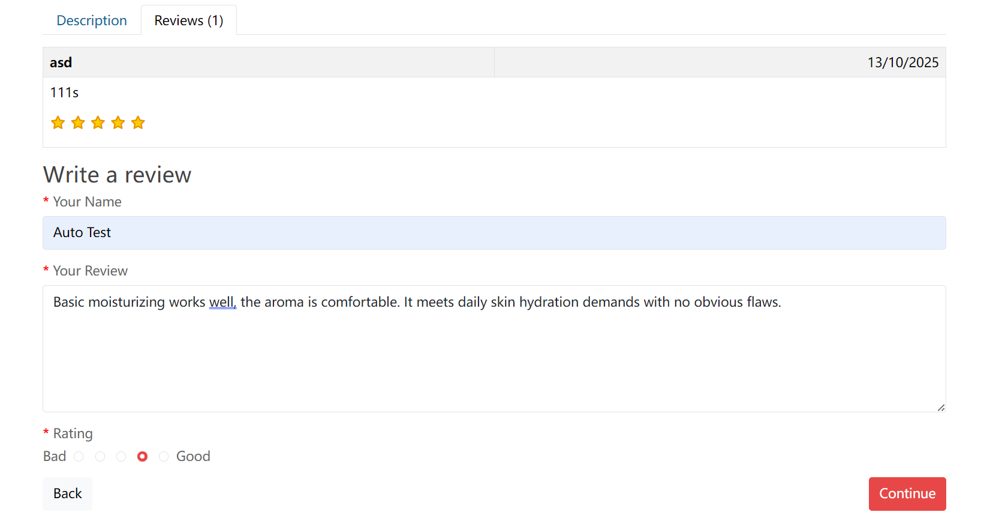 Description Reviews (1)
asd 13/10/2025
111s
Write a review
* Your Name
Auto Test
* Your Review
Basic moisturizing works well, the aroma is comfortable. It meets daily skin hydration demands with no obvious flaws.
* Rating
Bad Good
Back Continue